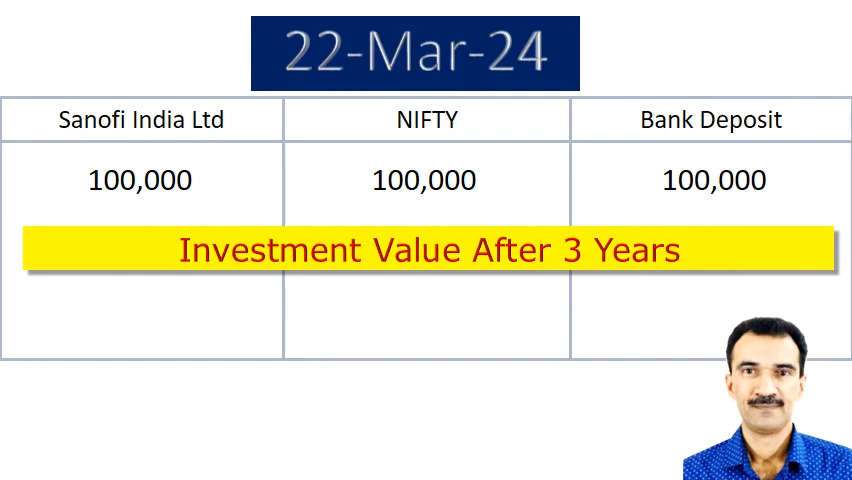 22-Mar-24
Sanofi India Ltd NIFTY Bank Deposit
100,000 100,000 100,000
Investment Value After 3 Years